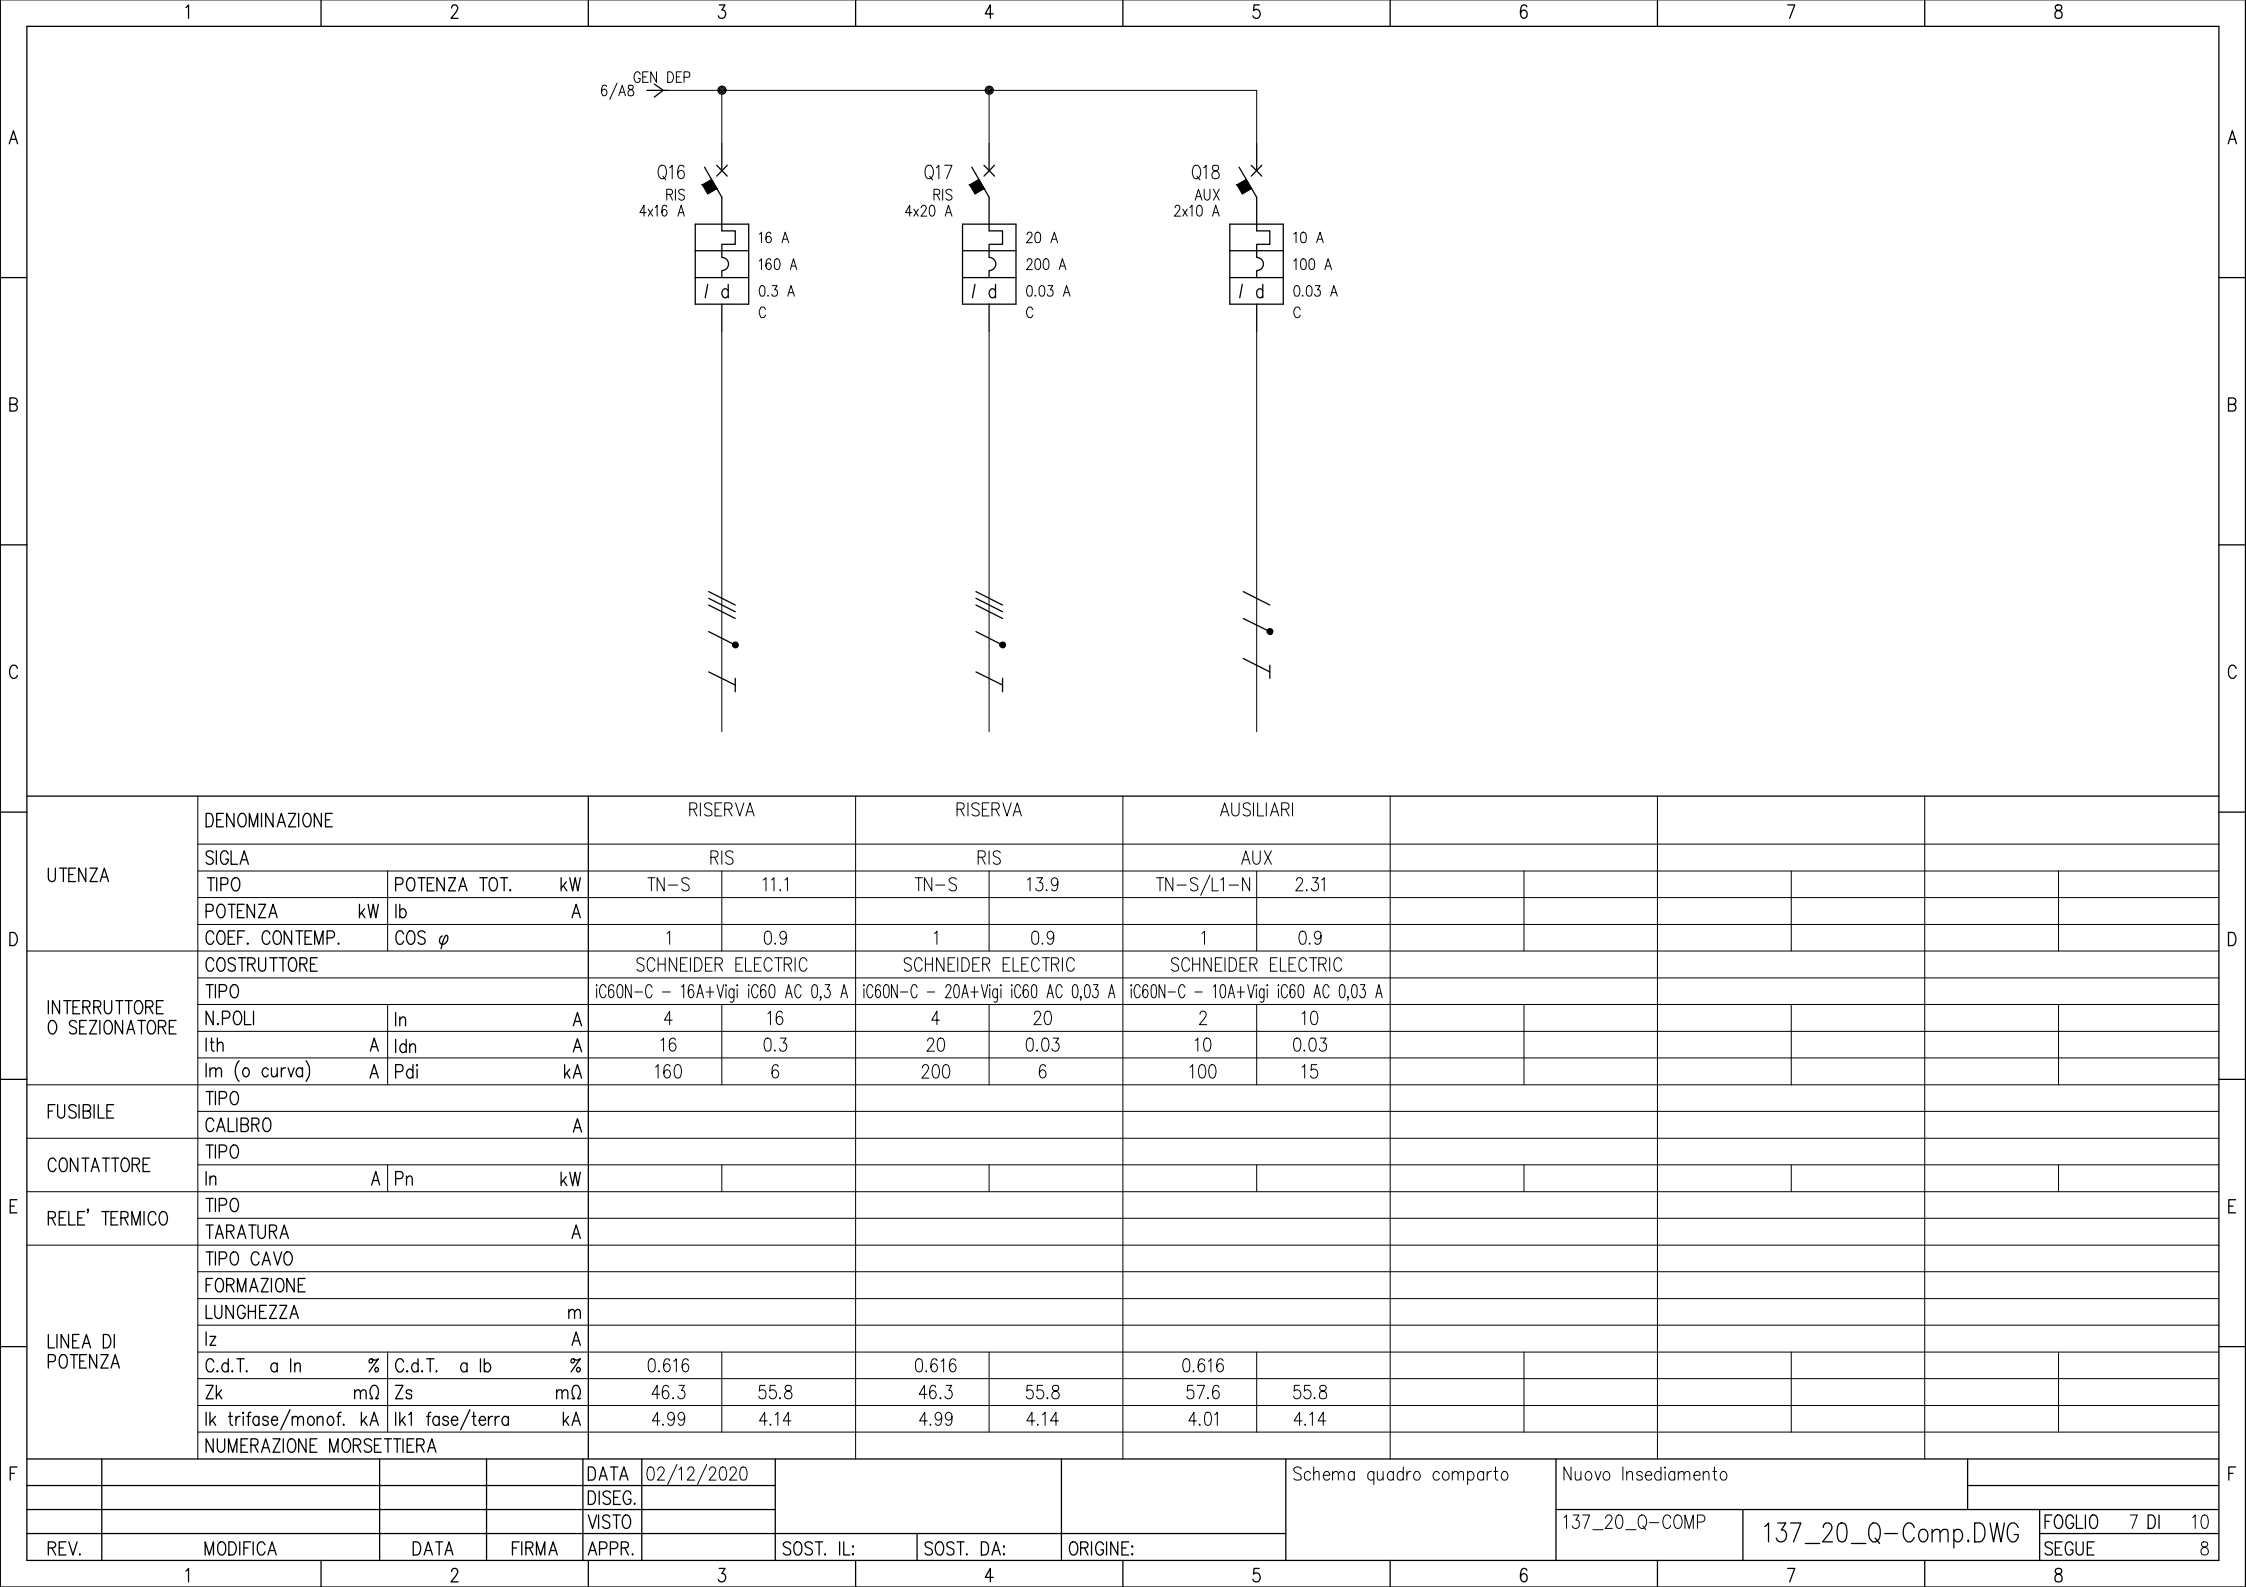 1 2 3 4 5 6 7 8
GEN DEP
6/A8
A A
Q16 Q17 Q18
RIS RIS AUX
4x16 A 4x20 A 2x10 A
16 A 20 A 10 A
160 A 200 A 100 A
I d 0.3 A I d 0.03 A I d 0.03 A
C C C
B B
C C
DENOMINAZIONE RISERVA RISERVA AUSILIARI
SIGLA RIS RIS AUX
UTENZA
TIPO POTENZA TOT. kW TN-S 11.1 TN-S 13.9 TN-S/L1-N 2.31
POTENZA kW Ib A
D COEF. CONTEMP. COS φ 1 0.9 1 0.9 1 0.9 D
COSTRUTTORE SCHNEIDER ELECTRIC SCHNEIDER ELECTRIC SCHNEIDER ELECTRIC
TIPO iC60N-C - 16A+Vigi iC60 AC 0,3 A iC60N-C - 20A+Vigi iC60 AC 0,03 A iC60N-C - 10A+Vigi iC60 AC 0,03 A
INTERRUTTORE
O SEZIONATORE
N.POLI In A 4 16 4 20 2 10
Ith A Idn A 16 0.3 20 0.03 10 0.03
Im (o curva) A Pdi kA 160 6 200 6 100 15
FUSIBILE
TIPO
CALIBRO A
CONTATTORE
TIPO
In A Pn kW
E RELE' TERMICO E
TIPO
TARATURA A
TIPO CAVO
FORMAZIONE
LUNGHEZZA m
Iz A
LINEA DI
POTENZA
C.d.T. a In % C.d.T. a Ib % 0.616 0.616 0.616
Zk mΩ Zs mΩ 46.3 55.8 46.3 55.8 57.6 55.8
Ik trifase/monof. kA Ik1 fase/terra kA 4.99 4.14 4.99 4.14 4.01 4.14
NUMERAZIONE MORSETTIERA
F DATA 02/12/2020 Schema quadro comparto Nuovo Insediamento F
DISEG.
VISTO 137_20_Q-COMP 137_20_Q-Comp.DWG FOGLIO 7 DI 10
REV. MODIFICA DATA FIRMA APPR. SOST. IL: SOST. DA: ORIGINE: SEGUE 8
1 2 3 4 5 6 7 8